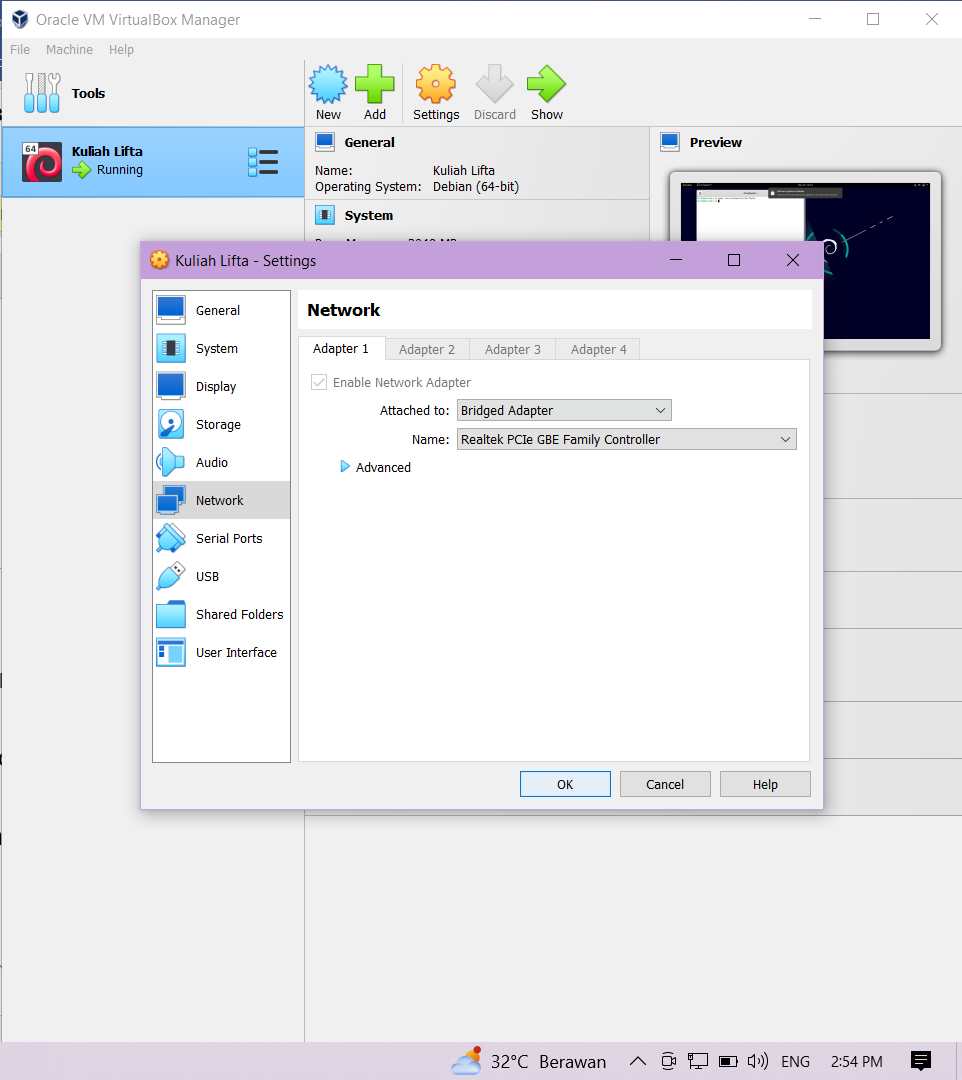 Oracle VM VirtualBox Manager
File Machine Help
Tools
New Add Settings Discard Show
64
Kuliah Lifta
Running
General
Name: Kuliah Lifta
Operating System: Debian (64-bit)
System
Preview
Kuliah Lifta - Settings
General
System
Display
Storage
Audio
Network
Serial Ports
USB
Shared Folders
User Interface
Network
Adapter 1 Adapter 2 Adapter 3 Adapter 4
Enable Network Adapter
Attached to: Bridged Adapter
Name: Realtek PCIe GBE Family Controller
Advanced
OK Cancel Help
32°C Berawan ENG 2:54 PM